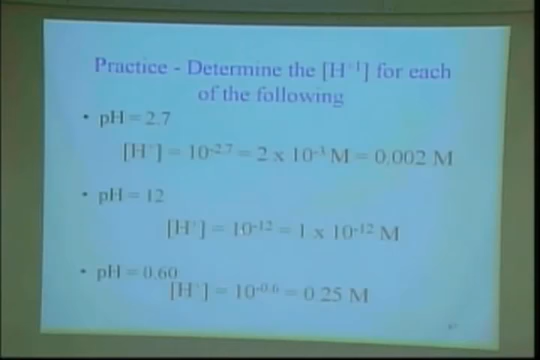 Practice - Determine the [H⁺¹] for each
of the following
• pH = 2.7
[H⁺] = 10⁻²·⁷ = 2 x 10⁻³ M = 0.002 M
• pH = 12
[H⁺] = 10⁻¹² = 1 x 10⁻¹² M
• pH = 0.60
[H⁺] = 10⁻⁰·⁶ = 0.25 M